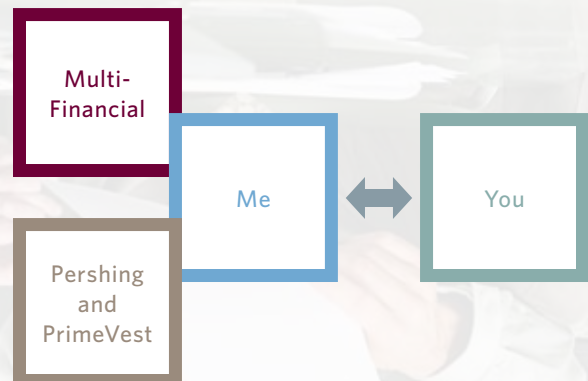 Multi-
Financial
Me
You
Pershing
and
PrimeVest